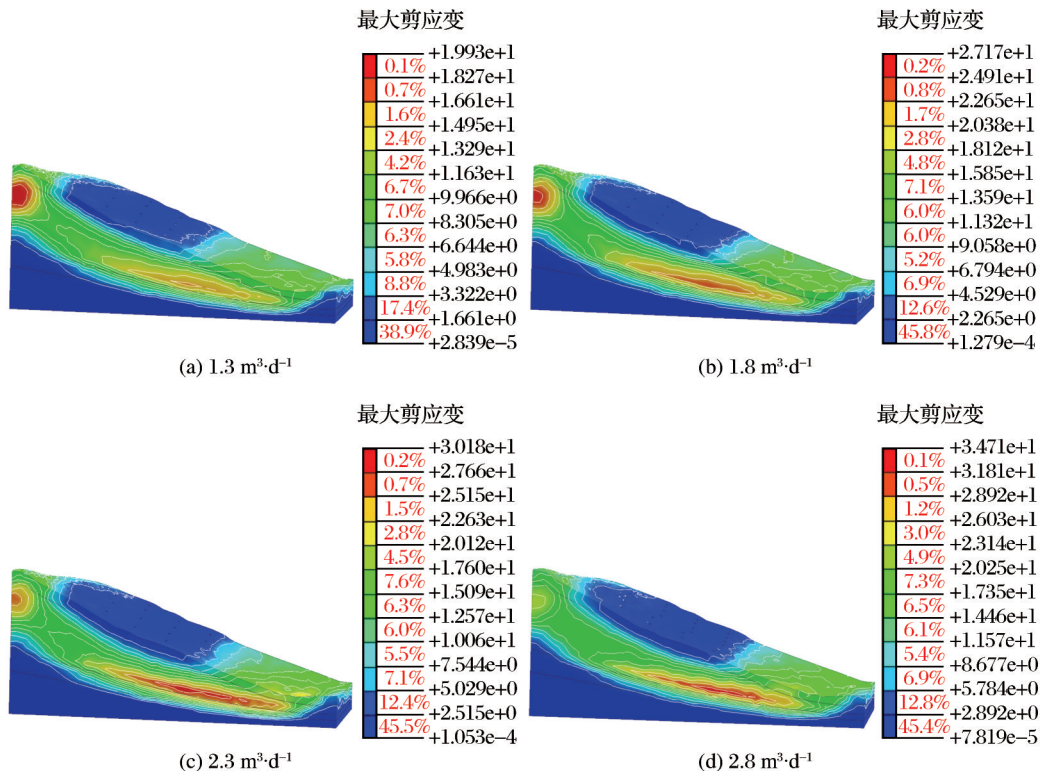 最大剪应变
+1.993e+1
0.1%
+1.827e+1
0.7%
+1.661e+1
1.6%
+1.495e+1
2.4%
+1.329e+1
4.2%
+1.163e+1
6.7%
+9.966e+0
7.0%
+8.305e+0
6.3%
+6.644e+0
5.8%
+4.983e+0
8.8%
+3.322e+0
17.4%
+1.661e+0
38.9%
+2.839e−5
(a) 1.3 m³·d⁻¹
最大剪应变
+2.717e+1
0.2%
+2.491e+1
0.8%
+2.265e+1
1.7%
+2.038e+1
2.8%
+1.812e+1
4.8%
+1.585e+1
7.1%
+1.359e+1
6.0%
+1.132e+1
6.0%
+9.058e+0
5.2%
+6.794e+0
6.9%
+4.529e+0
12.6%
+2.265e+0
45.8%
+1.279e−4
(b) 1.8 m³·d⁻¹
最大剪应变
+3.018e+1
0.2%
+2.766e+1
0.7%
+2.515e+1
1.5%
+2.263e+1
2.8%
+2.012e+1
4.5%
+1.760e+1
7.6%
+1.509e+1
6.3%
+1.257e+1
6.0%
+1.006e+1
5.5%
+7.544e+0
7.1%
+5.029e+0
12.4%
+2.515e+0
45.5%
+1.053e−4
(c) 2.3 m³·d⁻¹
最大剪应变
+3.471e+1
0.1%
+3.181e+1
0.5%
+2.892e+1
1.2%
+2.603e+1
3.0%
+2.314e+1
4.9%
+2.025e+1
7.3%
+1.735e+1
6.5%
+1.446e+1
6.1%
+1.157e+1
5.4%
+8.677e+0
6.9%
+5.784e+0
12.8%
+2.892e+0
45.4%
+7.819e−5
(d) 2.8 m³·d⁻¹